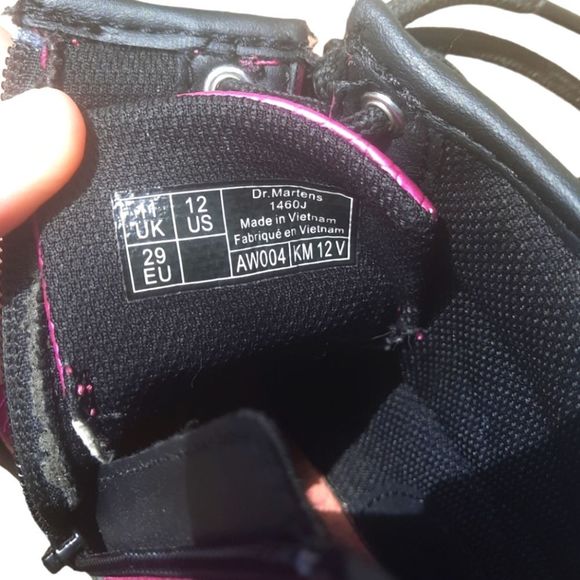 11 UK
12 US
Dr.Martens
1460J
Made in Vietnam
Fabriqué en Vietnam
29 EU
AW004
KM 12 V